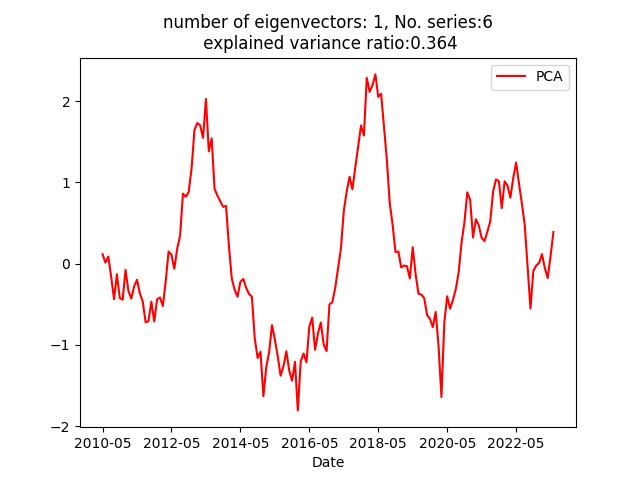 number of eigenvectors: 1, No. series:6
explained variance ratio:0.364
PCA
2
1
0
−1
−2
2010-05 2012-05 2014-05 2016-05 2018-05 2020-05 2022-05
Date